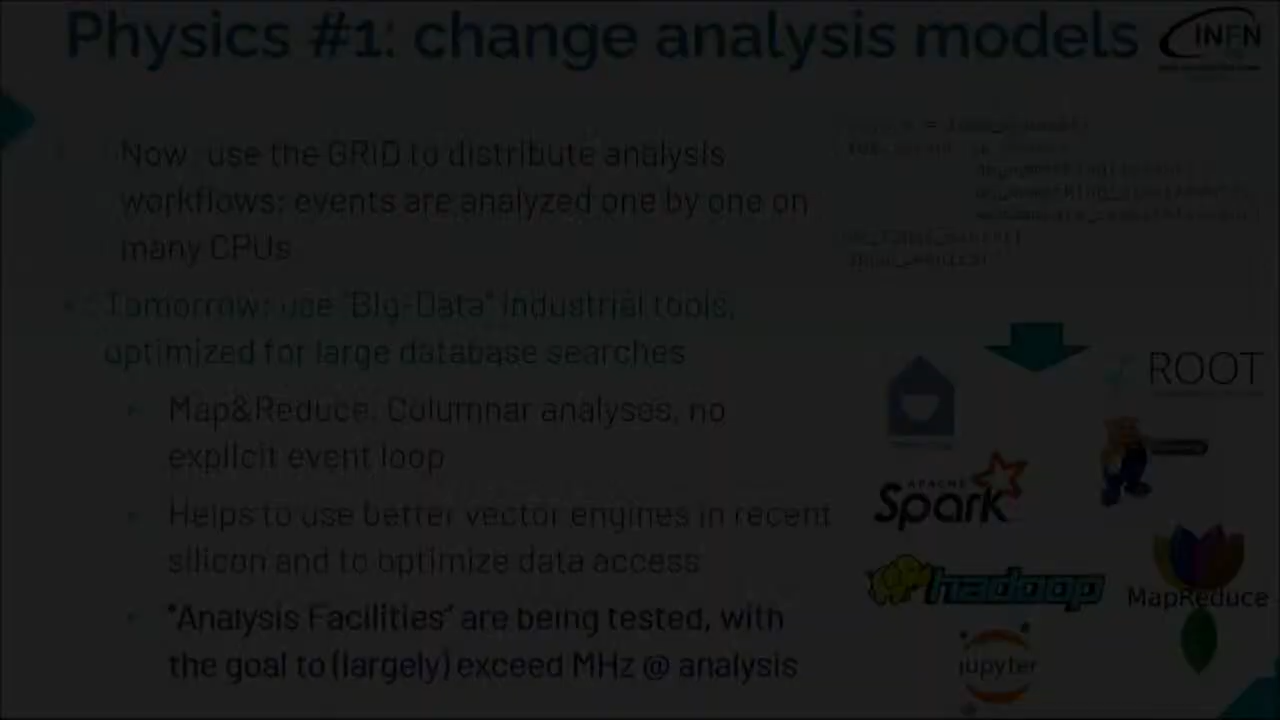 Physics #1: change analysis models
INFN
Now: use the GRID to distribute analysis
workflows: events are analyzed one by one on
many CPUs
Tomorrow: use "Big-Data" industrial tools,
optimized for large database searches
Map&Reduce: Columnar analyses, no
explicit event loop
Helps to use better vector engines in recent
silicon and to optimize data access
"Analysis Facilities" are being tested, with
the goal to (largely) exceed MHz @ analysis
ROOT
APACHE
Spark
hadoop
MapReduce
jupyter